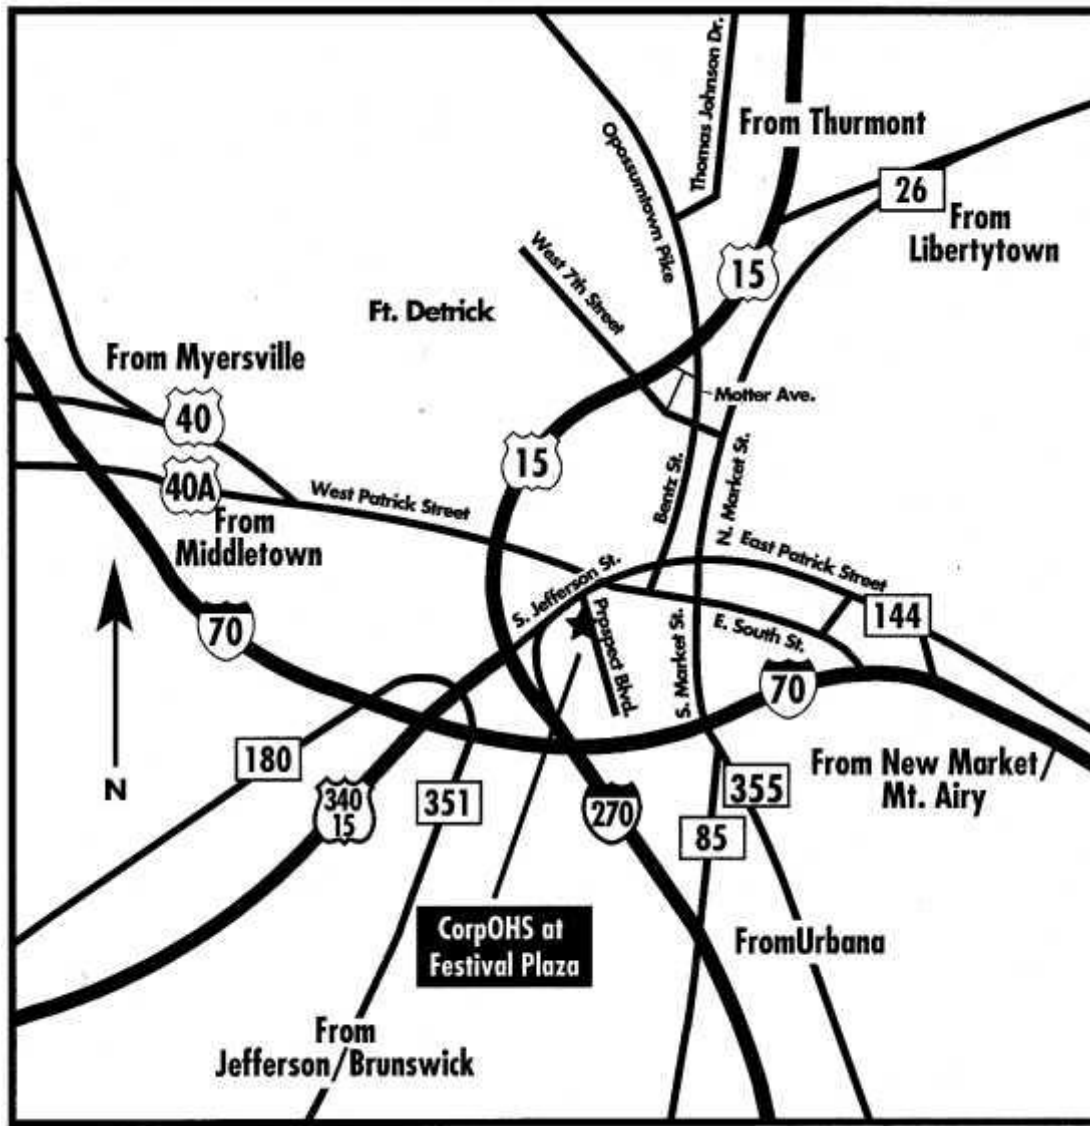 Thomas Johnson Dr.
From Thurmont
Opossumtown Pike
26
From
Libertytown
West 7th Street
15
Ft. Detrick
From Myersville
40
Motter Ave.
15
40A
From
Middletown
West Patrick Street
Bentz St.
N. Market St.
East Patrick Street
S. Jefferson St.
144
70
Prospect Blvd.
S. Market St.
E. South St.
70
180
N
340
15
351
270
355
85
From New Market/
Mt. Airy
CorpOHS at
Festival Plaza
FromUrbana
From
Jefferson/Brunswick